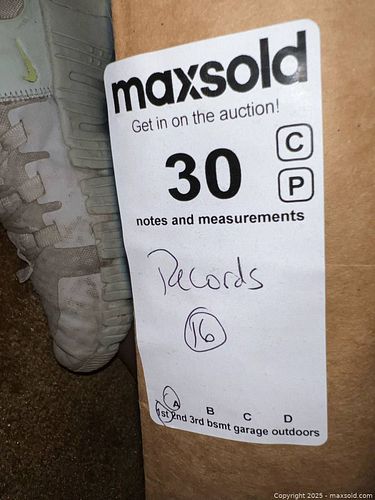 maxsold
Get in on the auction!
30
C
P
notes and measurements
Records
16
A B C D
1st 2nd 3rd bsmt garage outdoors
Copyright 2025 - maxsold.com